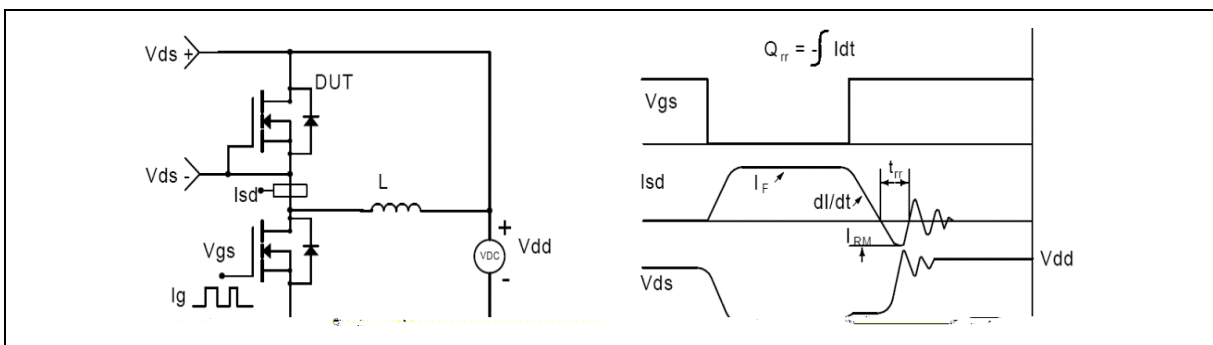 Vds +
DUT
Vds -
Isd
L
Vgs
Ig
+
VDC
-
Vdd
Q_rr = -∫ Idt
Vgs
Isd
I_F
dI/dt
t_rr
I_RM
Vds
Vdd